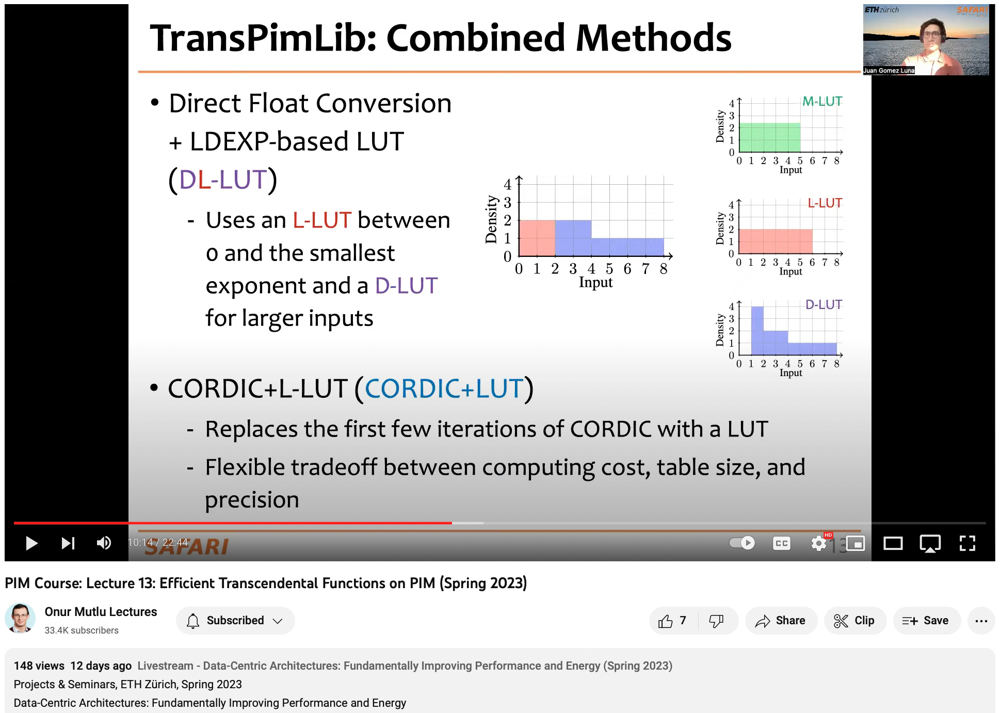 TransPimLib: Combined Methods
ETH zürich
SAFARI
Juan Gomez Luna
• Direct Float Conversion
+ LDEXP-based LUT
(DL-LUT)
- Uses an L-LUT between
0 and the smallest
exponent and a D-LUT
for larger inputs
Density
4
3
2
1
0
0 1 2 3 4 5 6 7 8
Input
M-LUT
Density
4
3
2
1
0
0 1 2 3 4 5 6 7 8
Input
L-LUT
Density
4
3
2
1
0
0 1 2 3 4 5 6 7 8
Input
D-LUT
Density
4
3
2
1
0
0 1 2 3 4 5 6 7 8
Input
• CORDIC+L-LUT (CORDIC+LUT)
- Replaces the first few iterations of CORDIC with a LUT
- Flexible tradeoff between computing cost, table size, and
precision
10:14 / 22:44
SAFARI
CC
HD
13
PIM Course: Lecture 13: Efficient Transcendental Functions on PIM (Spring 2023)
Onur Mutlu Lectures
33.4K subscribers
Subscribed
7
Share
Clip
Save
148 views 12 days ago Livestream - Data-Centric Architectures: Fundamentally Improving Performance and Energy (Spring 2023)
Projects & Seminars, ETH Zürich, Spring 2023
Data-Centric Architectures: Fundamentally Improving Performance and Energy